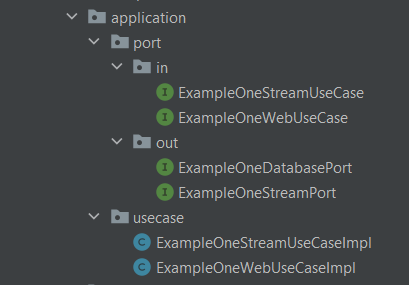 application
port
in
I ExampleOneStreamUseCase
I ExampleOneWebUseCase
out
I ExampleOneDatabasePort
I ExampleOneStreamPort
usecase
C ExampleOneStreamUseCaseImpl
C ExampleOneWebUseCaseImpl